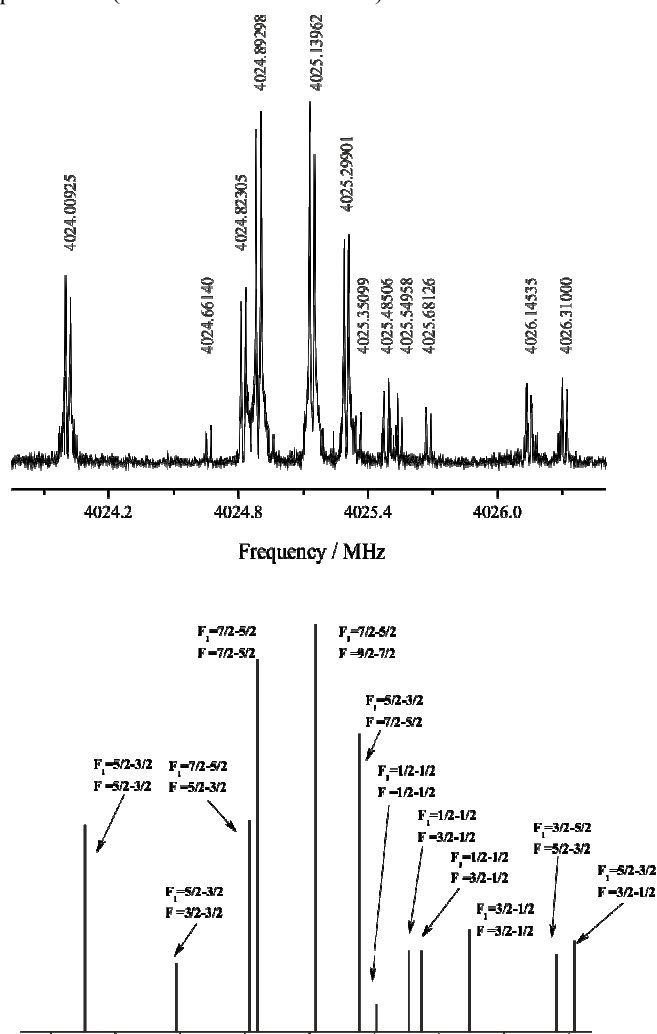 4024.00925
4024.66140
4024.82305
4024.89298
4025.13962
4025.29901
4025.35099
4025.48506
4025.54958
4025.68126
4026.14535
4026.31000
4024.2 4024.8 4025.4 4026.0
Frequency / MHz
F1=7/2-5/2
F =7/2-5/2
F1=7/2-5/2
F =9/2-7/2
F1=5/2-3/2
F =7/2-5/2
F1=5/2-3/2
F =5/2-3/2
F1=7/2-5/2
F =5/2-3/2
F1=1/2-1/2
F =1/2-1/2
F1=1/2-1/2
F =3/2-1/2
F1=3/2-5/2
F =5/2-3/2
F1=1/2-1/2
F =3/2-1/2
F1=5/2-3/2
F =3/2-1/2
F1=5/2-3/2
F =3/2-3/2
F1=3/2-1/2
F =3/2-1/2